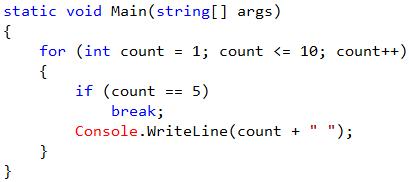 static void Main(string[] args)
{
    for (int count = 1; count <= 10; count++)
    {
        if (count == 5)
            break;
        Console.WriteLine(count + " ");
    }
}